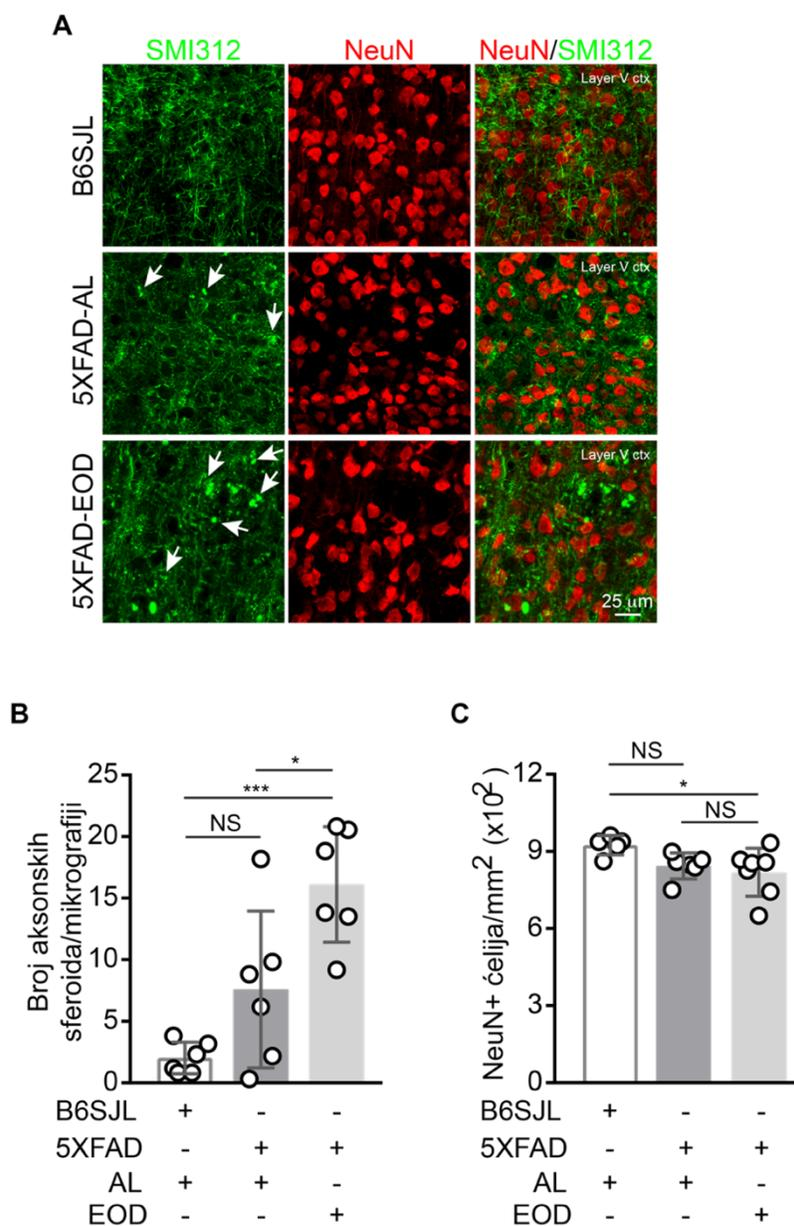 A
SMI312 NeuN NeuN/SMI312
B6SJL
Layer V ctx
5XFAD-AL
Layer V ctx
5XFAD-EOD
Layer V ctx
25 µm
B
Broj aksonskih
sferoida/mikrografiji
25
20
15
10
5
0
*
***
NS
B6SJL + - -
5XFAD - + +
AL + + -
EOD - - +
C
NeuN+ ćelija/mm² (x10²)
12
9
6
3
0
NS
*
NS
B6SJL + - -
5XFAD - + +
AL + + -
EOD - - +